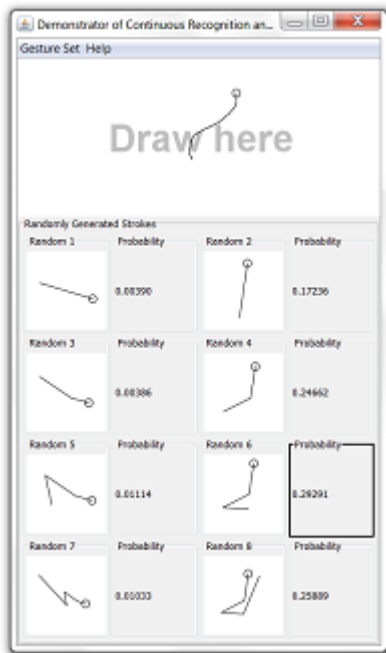 Demonstrator of Continuous Recognition an...
Gesture Set Help
Draw here
Randomly Generated Strokes
Random 1 Probability Random 2 Probability
0.00390 0.17236
Random 3 Probability Random 4 Probability
0.00386 0.24662
Random 5 Probability Random 6 Probability
0.01114 0.29291
Random 7 Probability Random 8 Probability
0.01033 0.25889